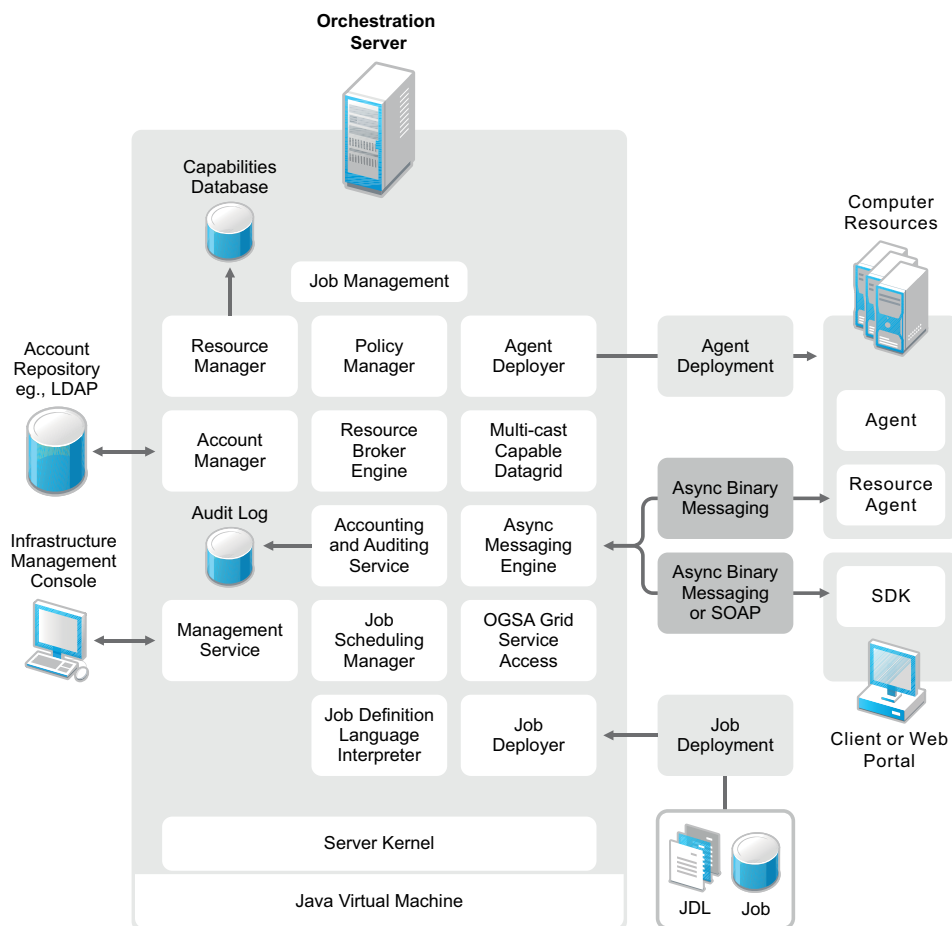 Orchestration
Server
Capabilities
Database
Computer
Resources
Job Management
Account
Repository
eg., LDAP
Resource
Manager
Policy
Manager
Agent
Deployer
Agent
Deployment
Agent
Account
Manager
Resource
Broker
Engine
Multi-cast
Capable
Datagrid
Async Binary
Messaging
Resource
Agent
Infrastructure
Management
Console
Audit Log
Accounting
and Auditing
Service
Async
Messaging
Engine
Async Binary
Messaging
or SOAP
SDK
Management
Service
Job
Scheduling
Manager
OGSA Grid
Service
Access
Job Definition
Language
Interpreter
Job
Deployer
Job
Deployment
Client or Web
Portal
Server Kernel
Java Virtual Machine
JDL
Job